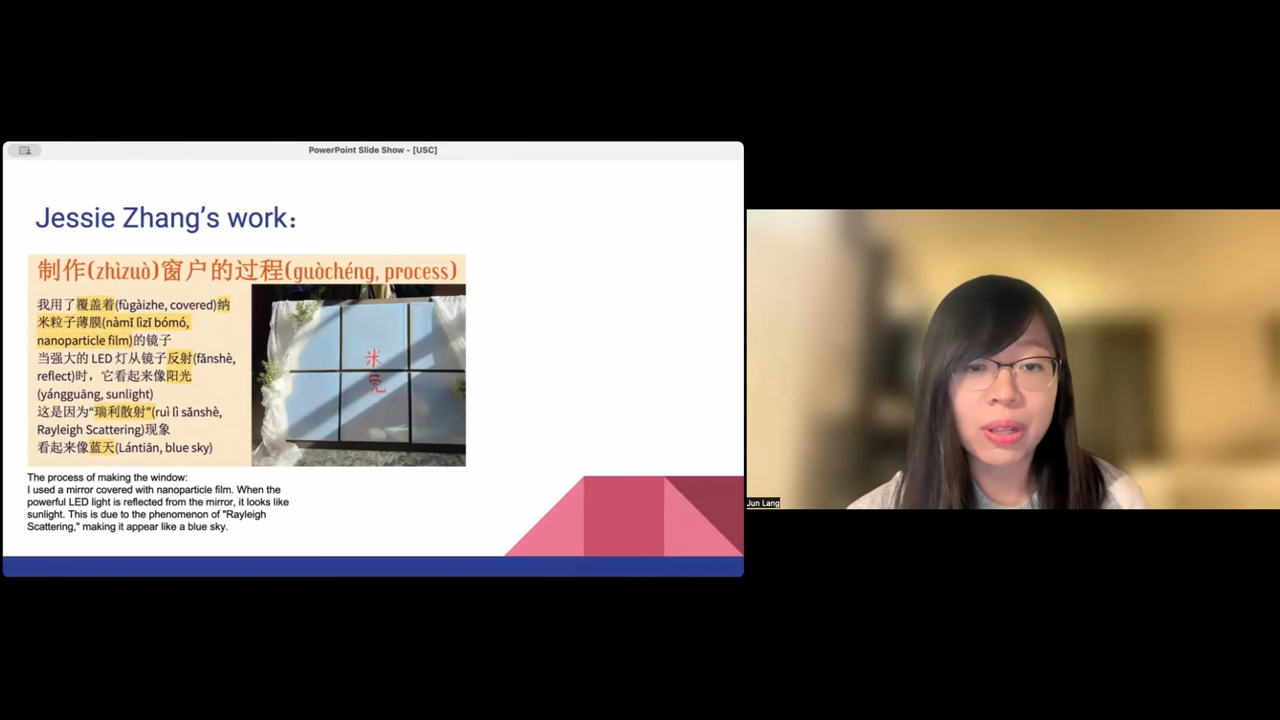 PowerPoint Slide Show - [USC]
Jessie Zhang's work：
制作(zhìzuò)窗户的过程(guòchéng, process)
我用了覆盖着(fùgàizhe, covered)纳
米粒子薄膜(nàmǐ lìzǐ bómó,
nanoparticle film)的镜子
当强大的 LED 灯从镜子反射(fǎnshè,
reflect)时，它看起来像阳光
(yángguāng, sunlight)
这是因为“瑞利散射”(ruì lì sǎnshè,
Rayleigh Scattering)现象
看起来像蓝天(Lántiān, blue sky)
米
兔
The process of making the window:
I used a mirror covered with nanoparticle film. When the
powerful LED light is reflected from the mirror, it looks like
sunlight. This is due to the phenomenon of "Rayleigh
Scattering," making it appear like a blue sky.
Jun Lang